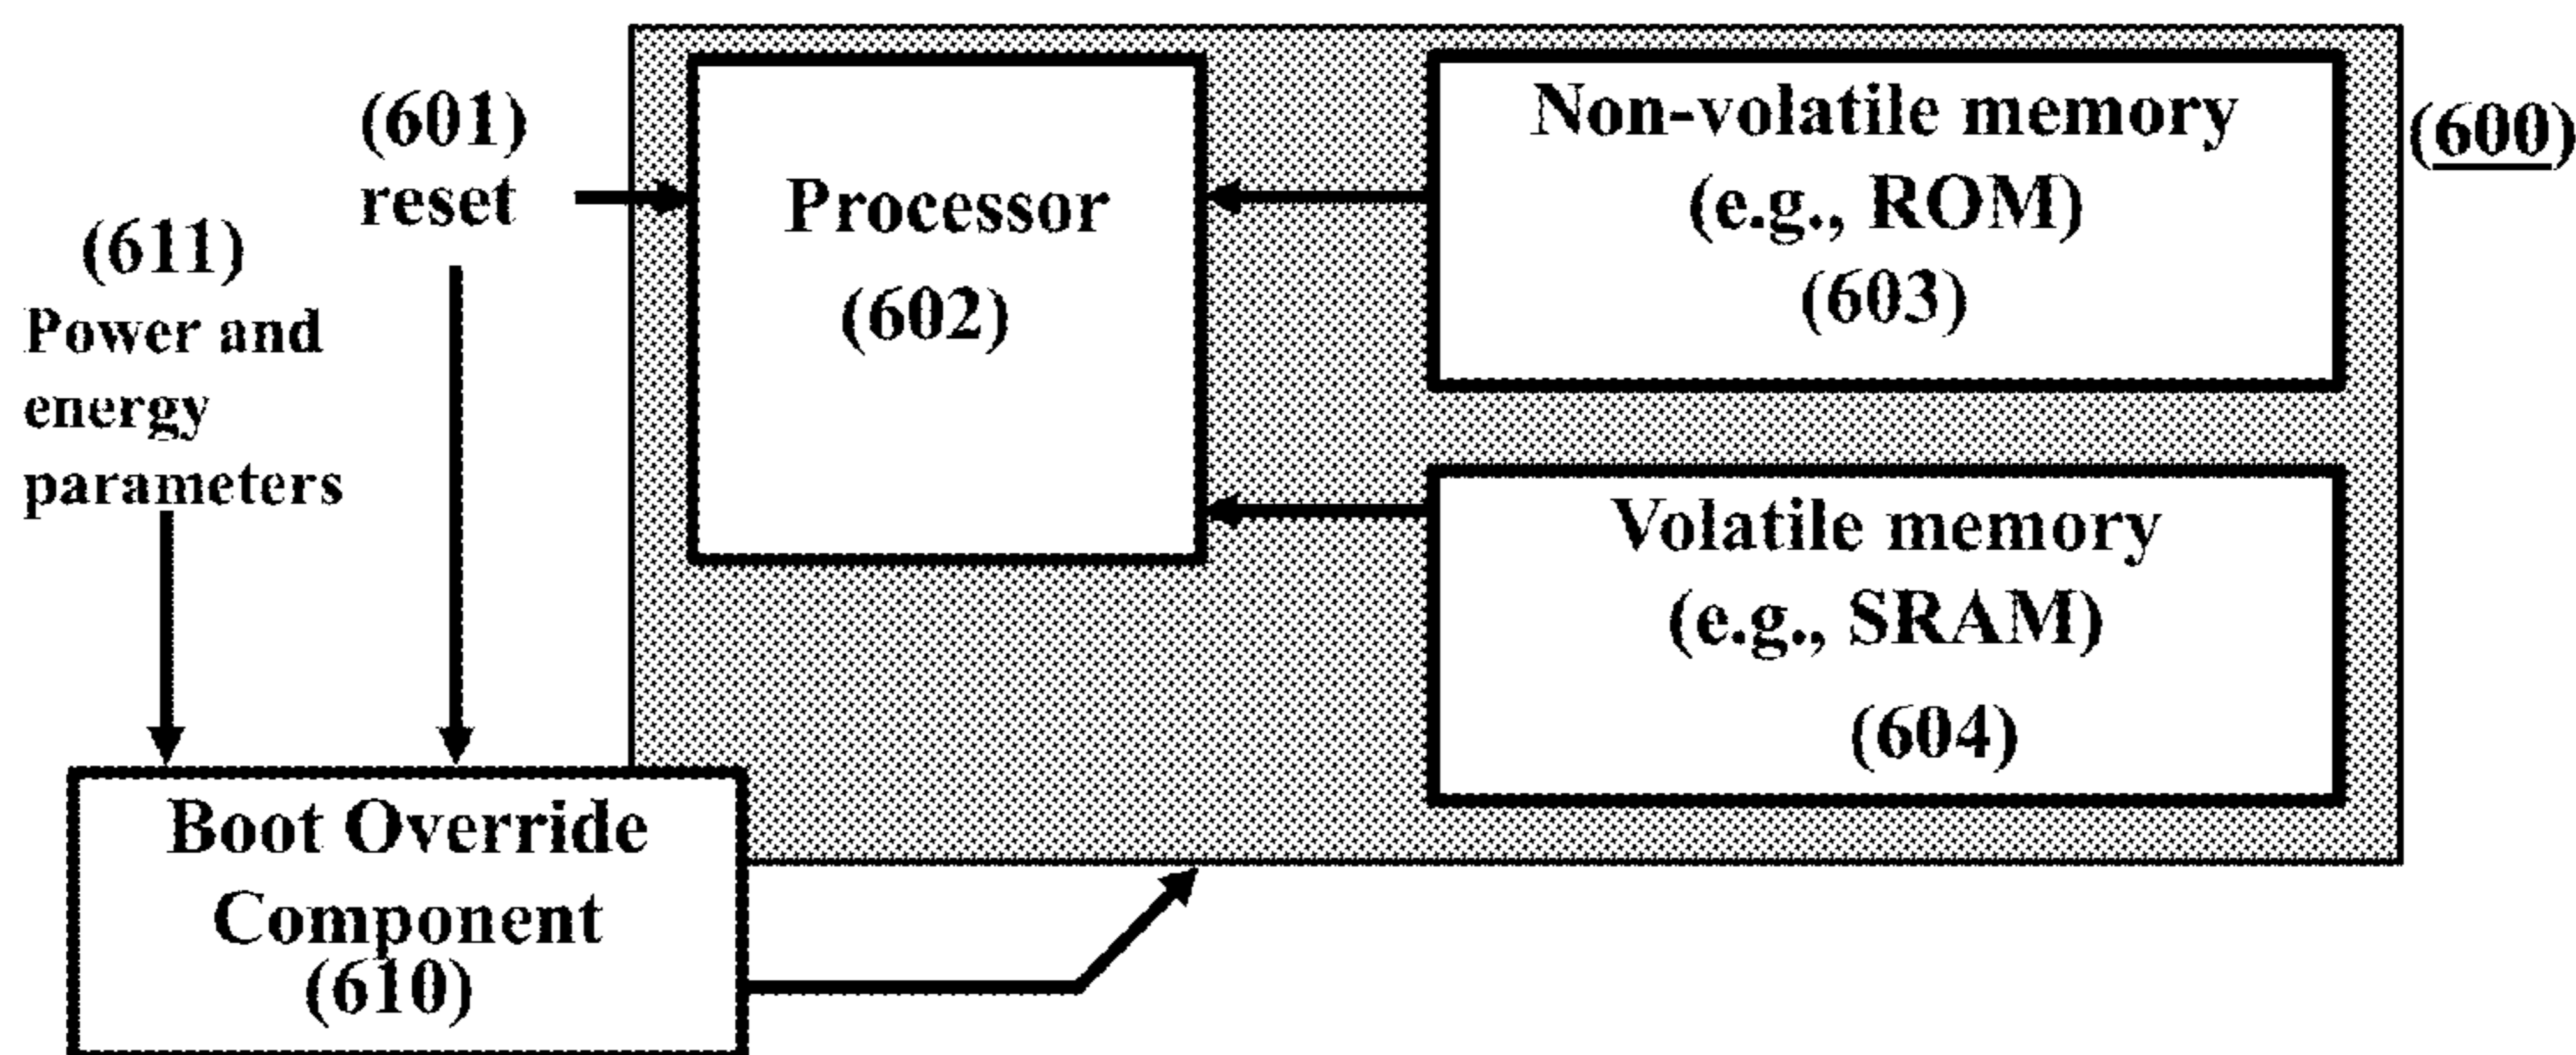 (601)
reset
(611)
Power and
energy
parameters
Processor
(602)
Non-volatile memory
(e.g., ROM)
(603)
(600)
Volatile memory
(e.g., SRAM)
(604)
Boot Override
Component
(610)